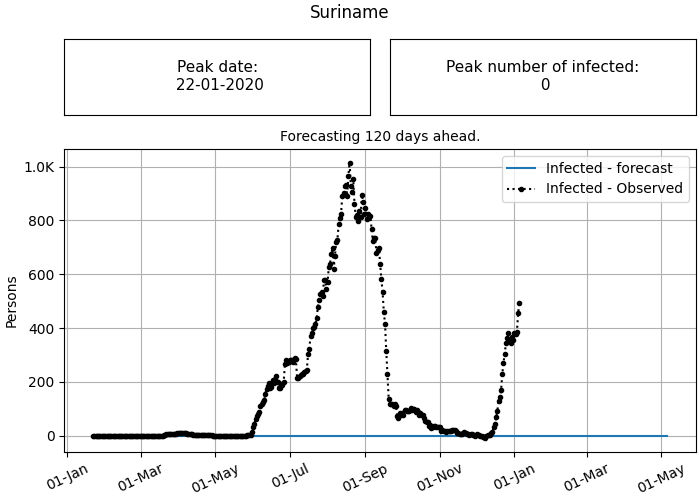 Suriname
Peak date:
22-01-2020
Peak number of infected:
0
Forecasting 120 days ahead.
Infected - forecast
Infected - Observed
1.0K
800
600
400
200
0
Persons
01-Jan
01-Mar
01-May
01-Jul
01-Sep
01-Nov
01-Jan
01-Mar
01-May